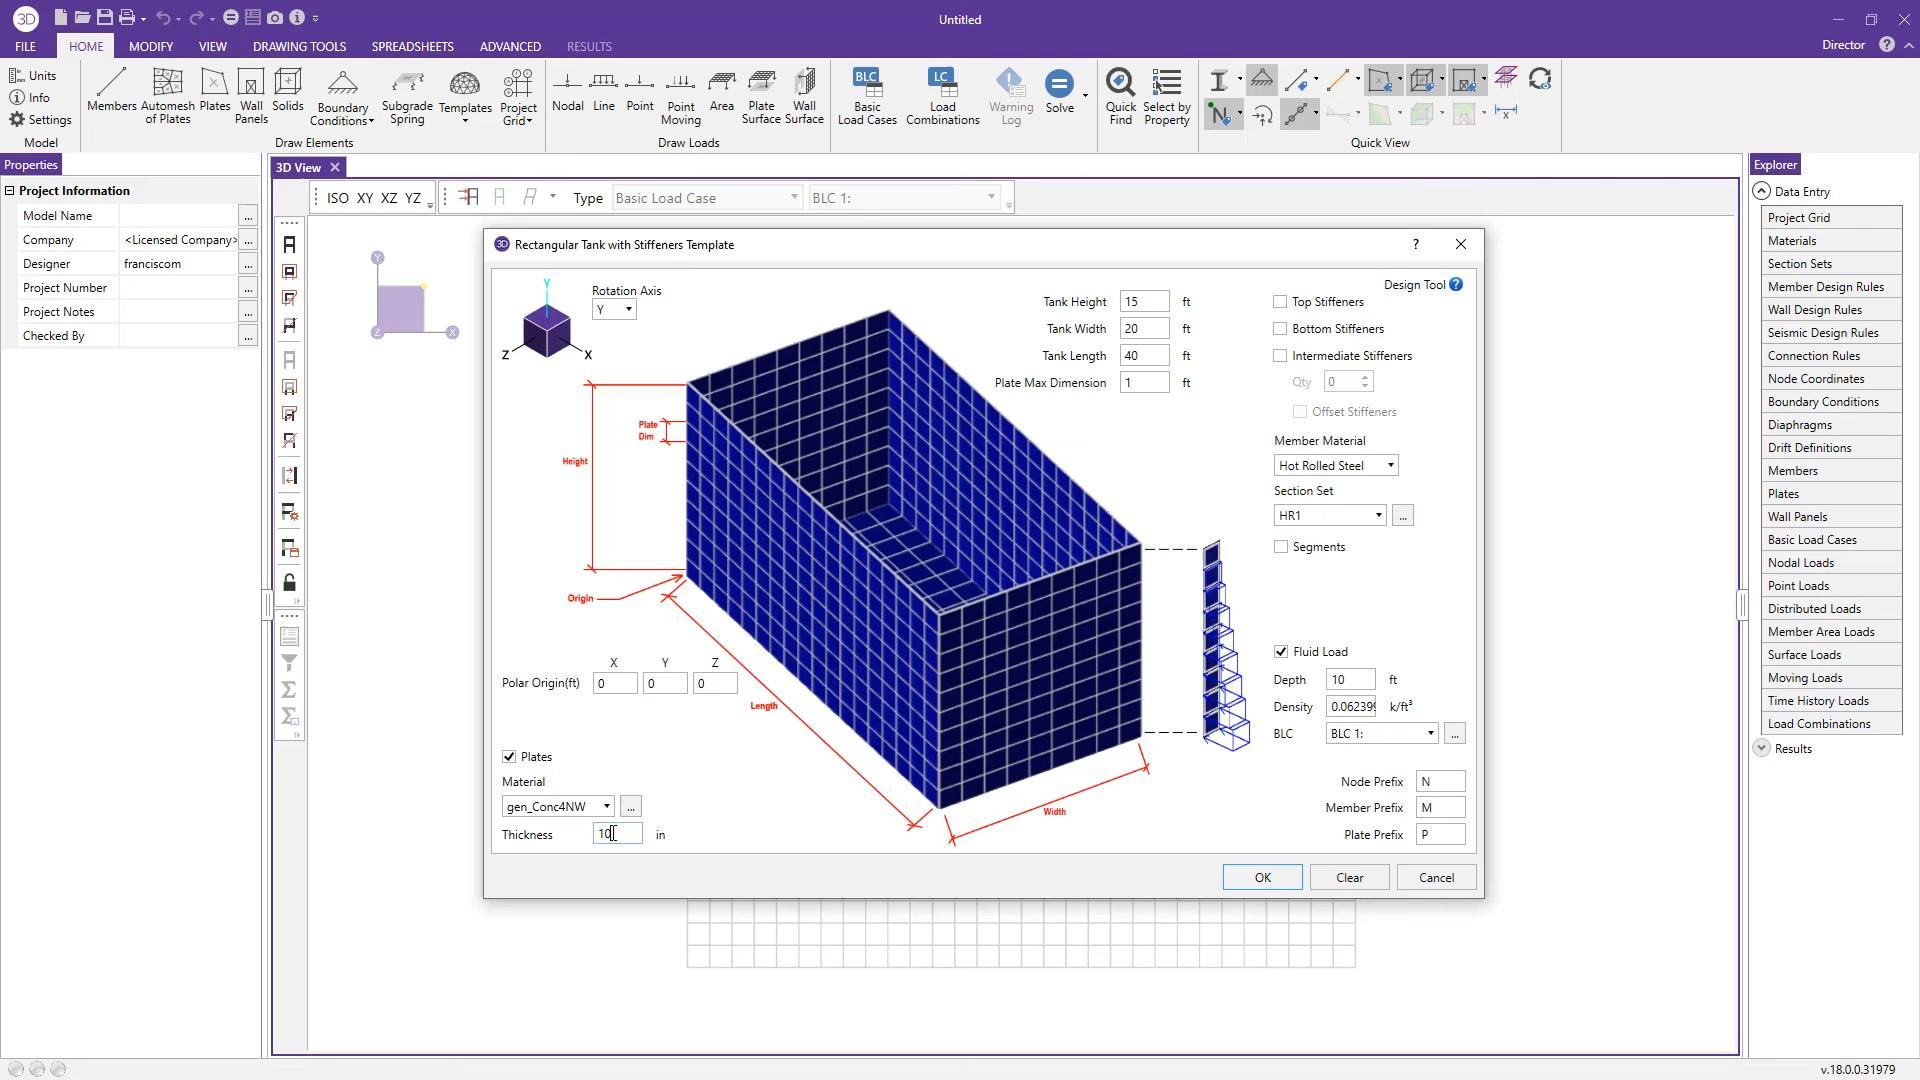 3D
Untitled
FILE
HOME
MODIFY
VIEW
DRAWING TOOLS
SPREADSHEETS
ADVANCED
RESULTS
Director
Units
Info
Settings
Model
Members
Automesh of Plates
Plates
Wall Panels
Solids
Boundary Conditions
Subgrade Spring
Templates
Project Grid
Draw Elements
Nodal
Line
Point
Point Moving
Area
Plate Surface
Wall Surface
Draw Loads
BLC
Basic Load Cases
LC
Load Combinations
Warning Log
Solve
Quick Find
Select by Property
Quick View
Properties
Project Information
Model Name
...
Company <Licensed Company> ...
Designer franciscom ...
Project Number ...
Project Notes ...
Checked By ...
3D View
ISO XY XZ YZ
Type Basic Load Case BLC 1:
Y
Z X
3D Rectangular Tank with Stiffeners Template ?
Y
Z X
Rotation Axis
Y
Height
Plate
Dim
Origin
Length
Width
Tank Height 15 ft
Tank Width 20 ft
Tank Length 40 ft
Plate Max Dimension 1 ft
Design Tool ?
Top Stiffeners
Bottom Stiffeners
Intermediate Stiffeners
Qty 0
Offset Stiffeners
Member Material
Hot Rolled Steel
Section Set
HR1 ...
Segments
X Y Z
Polar Origin(ft) 0 0 0
Fluid Load
Depth 10 ft
Density 0.062399 k/ft³
BLC BLC 1: ...
Plates
Material
gen_Conc4NW ...
Thickness 10 in
Node Prefix N
Member Prefix M
Plate Prefix P
OK Clear Cancel
Explorer
Data Entry
Project Grid
Materials
Section Sets
Member Design Rules
Wall Design Rules
Seismic Design Rules
Connection Rules
Node Coordinates
Boundary Conditions
Diaphragms
Drift Definitions
Members
Plates
Wall Panels
Basic Load Cases
Nodal Loads
Point Loads
Distributed Loads
Member Area Loads
Surface Loads
Moving Loads
Time History Loads
Load Combinations
Results
v.18.0.0.31979